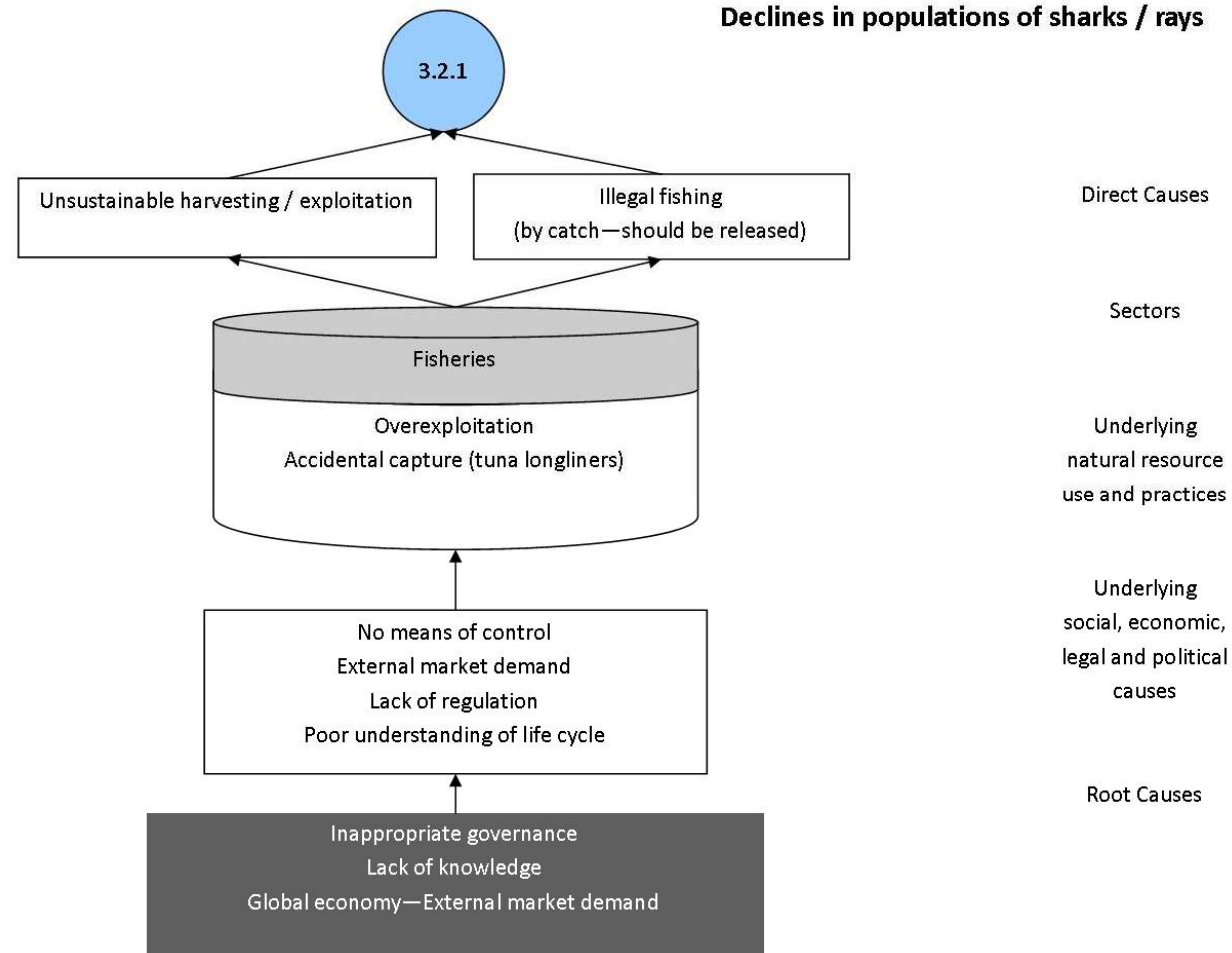 Declines in populations of sharks / rays
3.2.1
Unsustainable harvesting / exploitation
Illegal fishing
(by catch—should be released)
Direct Causes
Sectors
Fisheries
Overexploitation
Accidental capture (tuna longliners)
Underlying
natural resource
use and practices
No means of control
External market demand
Lack of regulation
Poor understanding of life cycle
Underlying
social, economic,
legal and political
causes
Root Causes
Inappropriate governance
Lack of knowledge
Global economy—External market demand